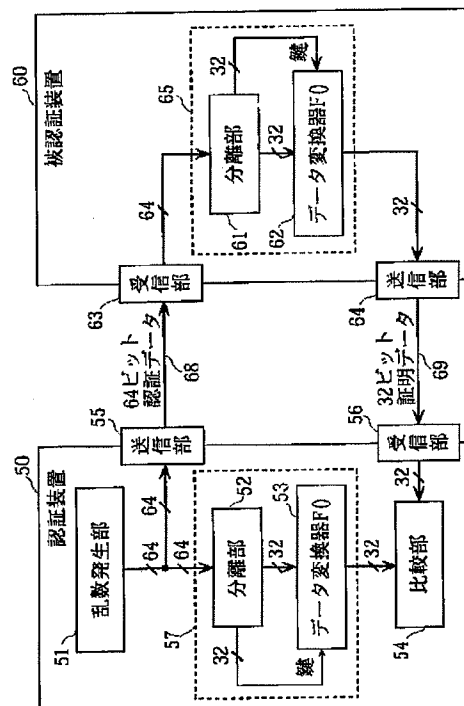 50
認証装置
51
乱数発生部
64
64
64
55
送信部
57
52
分離部
32
32
鍵
53
データ変換器F0
32
54
比較部
32
56
受信部
64ビット
認証データ
68
32ビット
証明データ
69
60
被認証装置
63
受信部
64
65
61
分離部
32
32
鍵
62
データ変換器F0
32
64
送信部